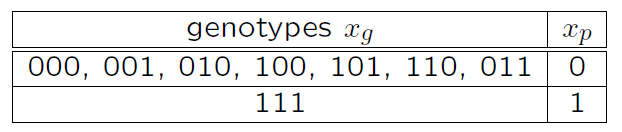 genotypes x_g x_p
000, 001, 010, 100, 101, 110, 011 0
111 1